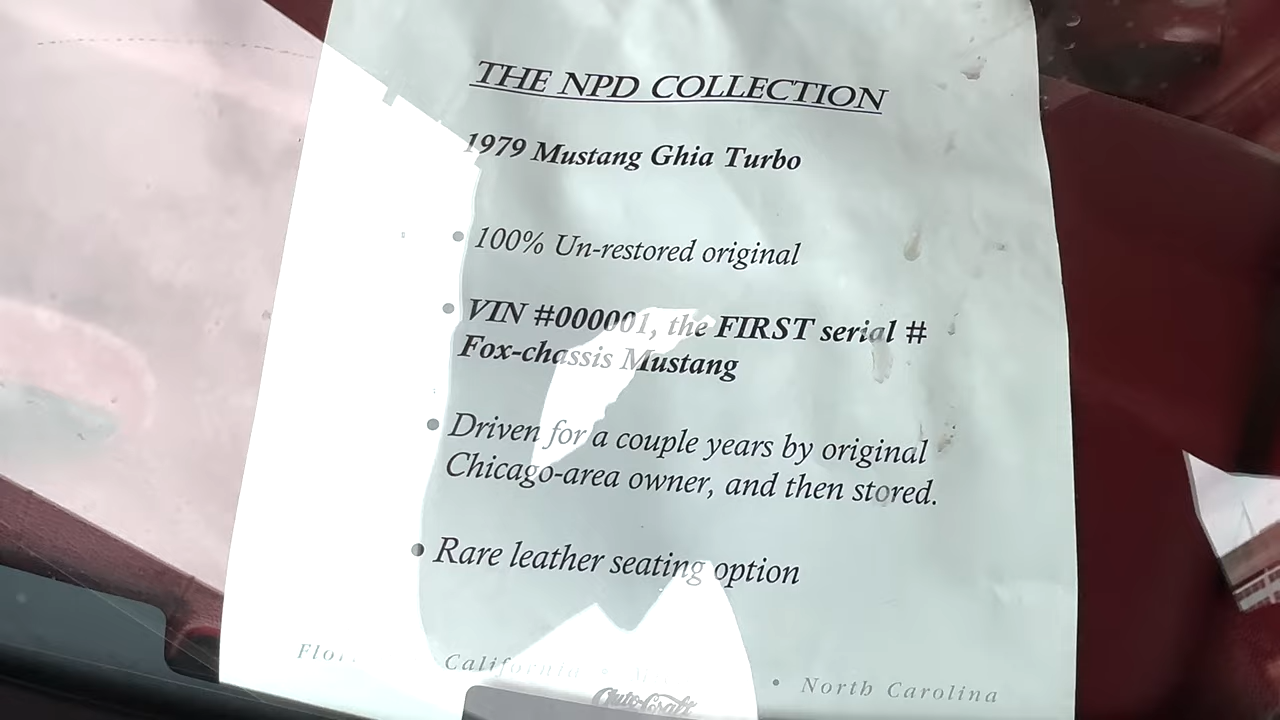 THE NPD COLLECTION
1979 Mustang Ghia Turbo
• 100% Un-restored original
• VIN #000001, the FIRST serial #
Fox-chassis Mustang
• Driven for a couple years by original
Chicago-area owner, and then stored.
• Rare leather seating option
California • • North Carolina